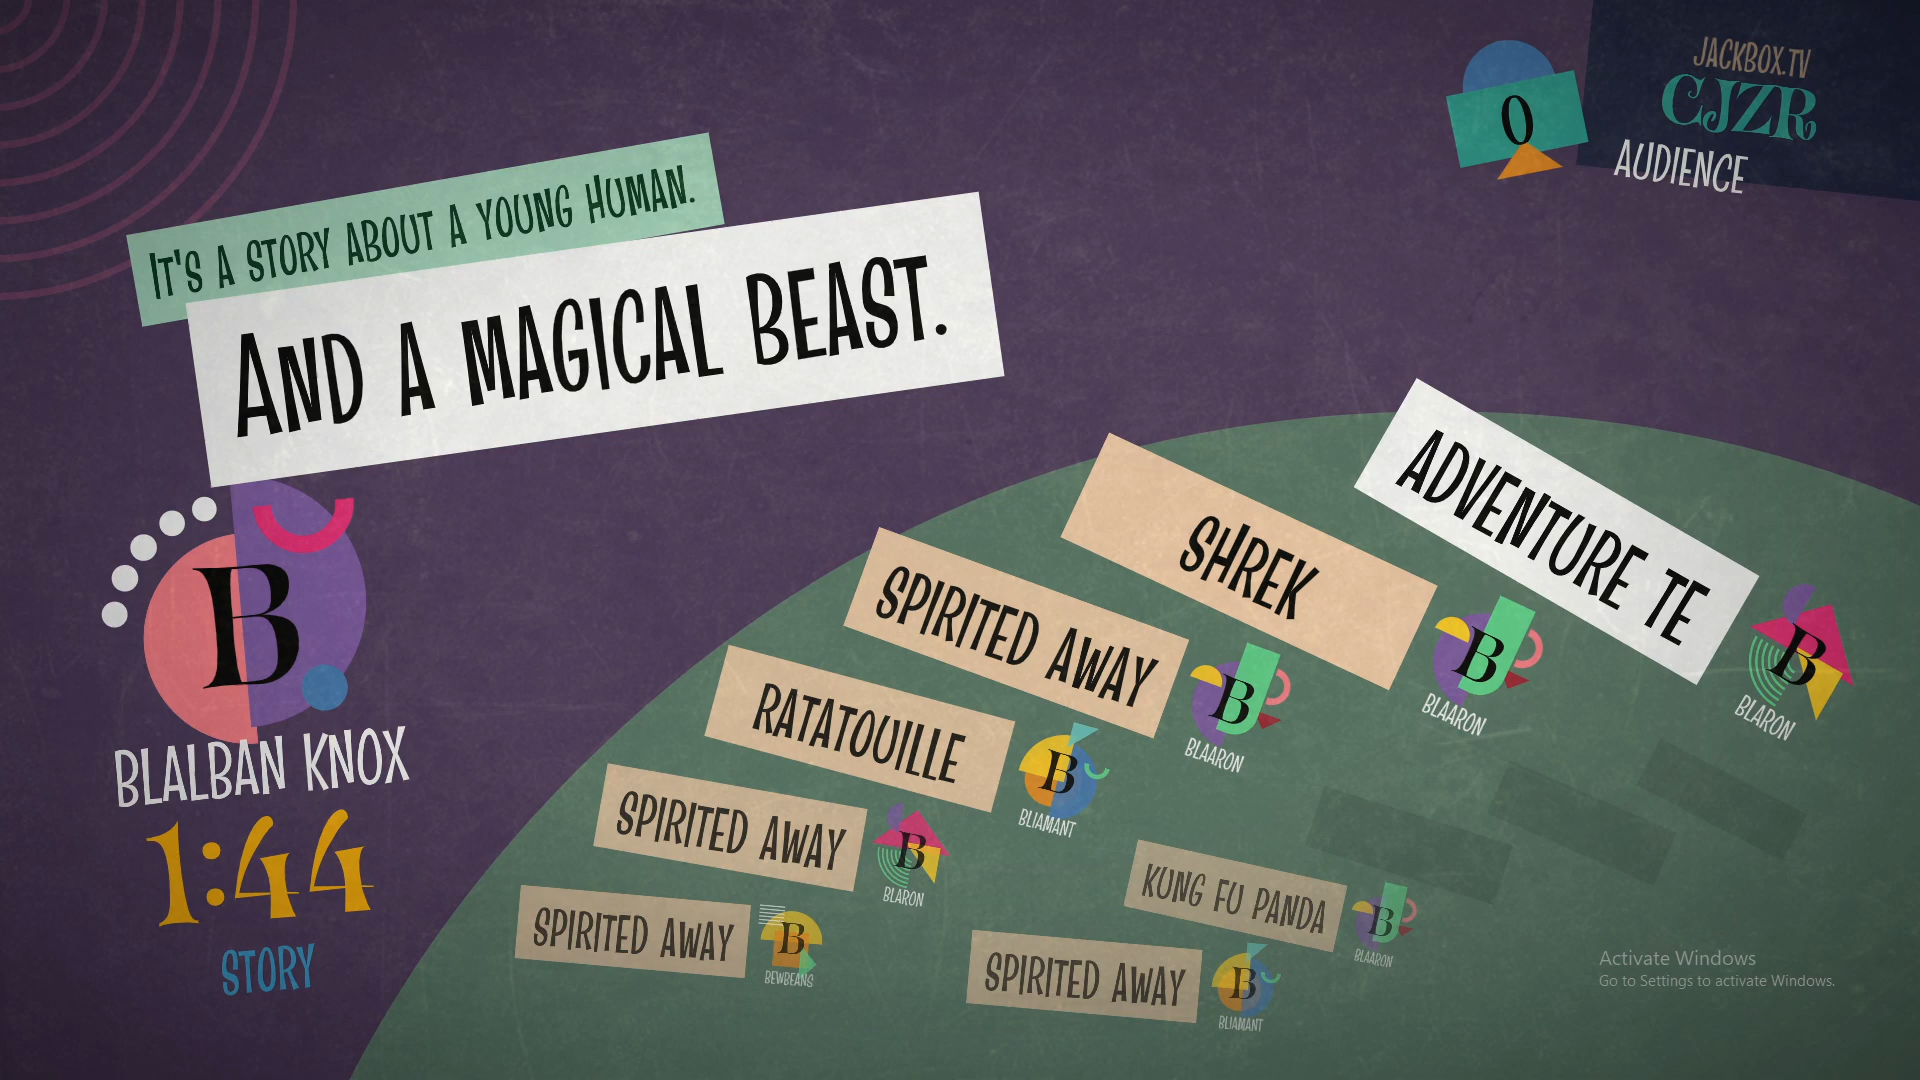 JACKBOX.TV
CJZR
0
AUDIENCE
It's a story about a young human.
And a magical beast.
B
BLALBAN KNOX
1:44
STORY
ADVENTURE TE
B
BLARON
SHREK
B
BLAARON
SPIRITED AWAY
B
BLAARON
RATATOUILLE
B
BLIAMANT
SPIRITED AWAY
B
BLARON
SPIRITED AWAY
B
BEWBEANS
KUNG FU PANDA
B
BLAARON
SPIRITED AWAY
B
BLIAMANT
Activate Windows
Go to Settings to activate Windows.